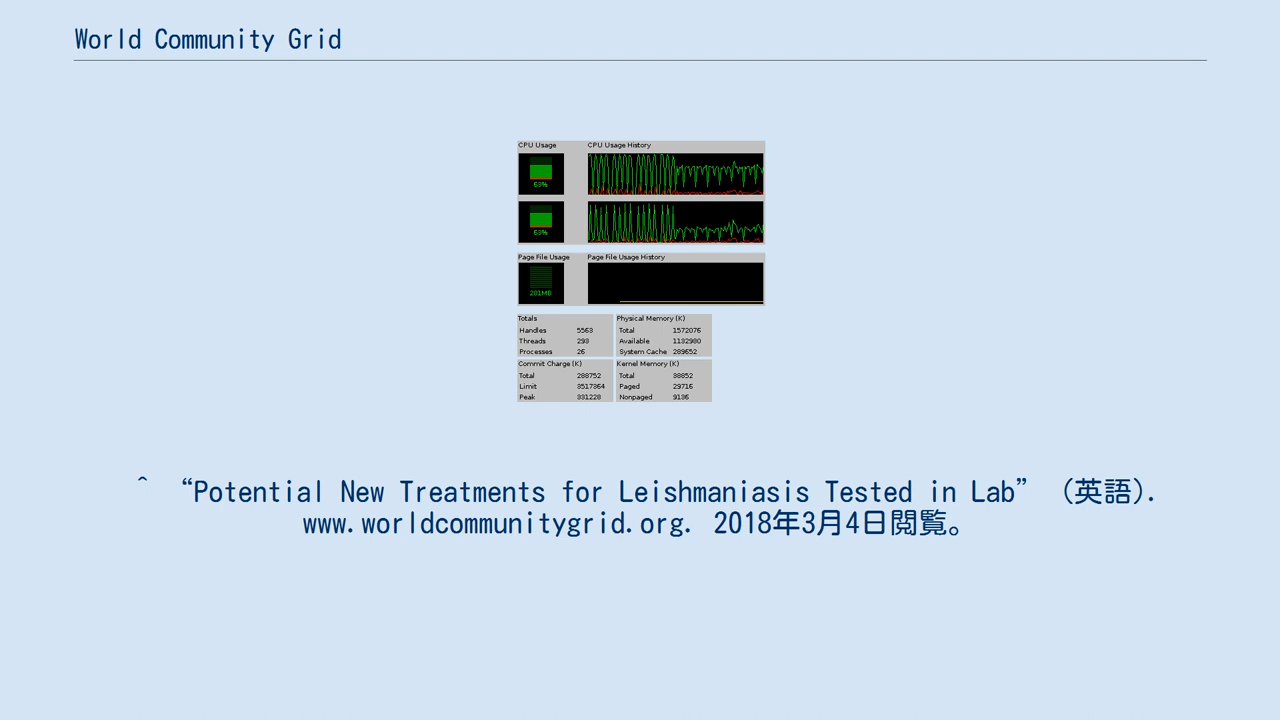 World Community Grid
CPU Usage
CPU Usage History
53%
53%
Page File Usage
Page File Usage History
281MB
Totals
Handles 5563
Threads 293
Processes 26
Physical Memory (K)
Total 1572076
Available 1132980
System Cache 289652
Commit Charge (K)
Total 288752
Limit 3517364
Peak 331228
Kernel Memory (K)
Total 38852
Paged 29716
Nonpaged 9136
^ “Potential New Treatments for Leishmaniasis Tested in Lab” (英語).
www.worldcommunitygrid.org. 2018年3月4日閲覧。